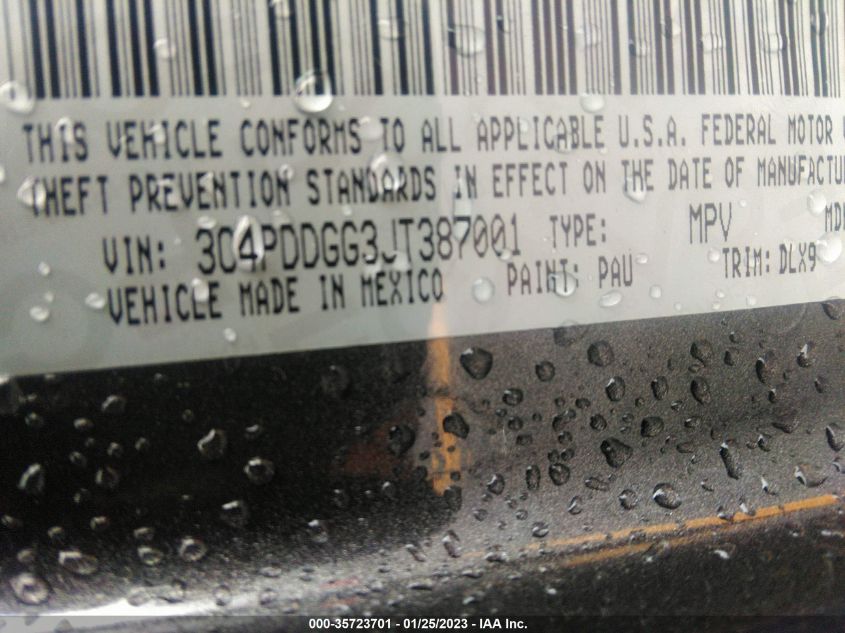 THIS VEHICLE CONFORMS TO ALL APPLICABLE U.S.A. FEDERAL MOTOR
THEFT PREVENTION STANDARDS IN EFFECT ON THE DATE OF MANUFACTU
VIN: 3C4PDDGG3JT387001 TYPE: MPV MD
VEHICLE MADE IN MEXICO PAINT: PAU TRIM: DLX9
000-35723701 - 01/25/2023 - IAA Inc.